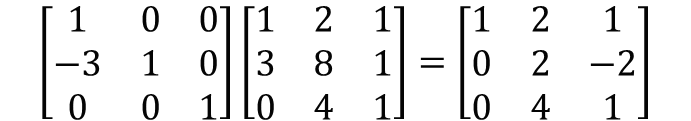 [1 0 0] [1 2 1] = [1 2 1]
[−3 1 0] [3 8 1] = [0 2 −2]
[0 0 1] [0 4 1] = [0 4 1]